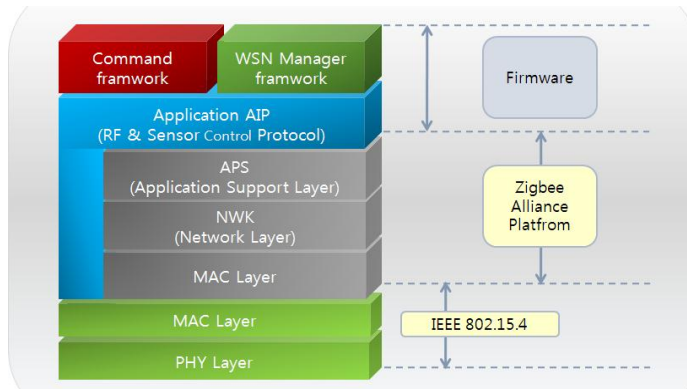 Command
framwork
WSN Manager
framwork
Firmware
Application AIP
(RF & Sensor Control Protocol)
APS
(Application Support Layer)
Zigbee
Alliance
Platfrom
NWK
(Network Layer)
MAC Layer
MAC Layer
IEEE 802.15.4
PHY Layer